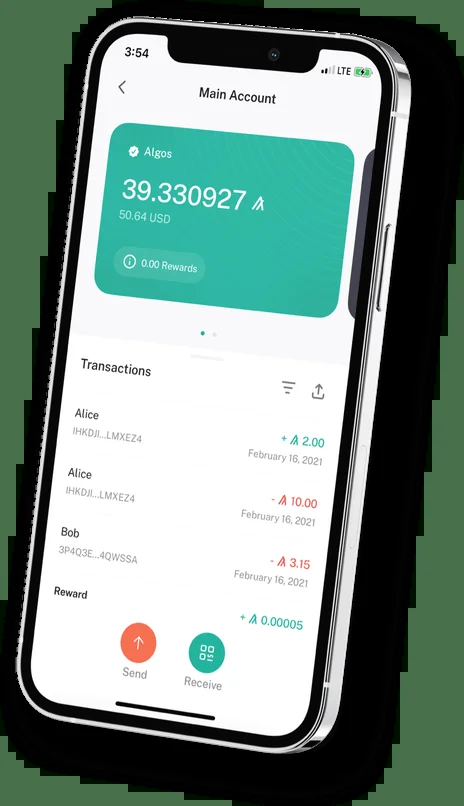 3:54
LTE
Main Account
Algos
39.330927
50.64 USD
0.00 Rewards
Transactions
Alice
+ 2.00
IHKDJI...LMXEZ4
February 16, 2021
Alice
- 10.00
IHKDJI...LMXEZ4
February 16, 2021
Bob
- 3.15
3P4Q3E...4QWSSA
February 16, 2021
Reward
+ 0.00005
Send
Receive